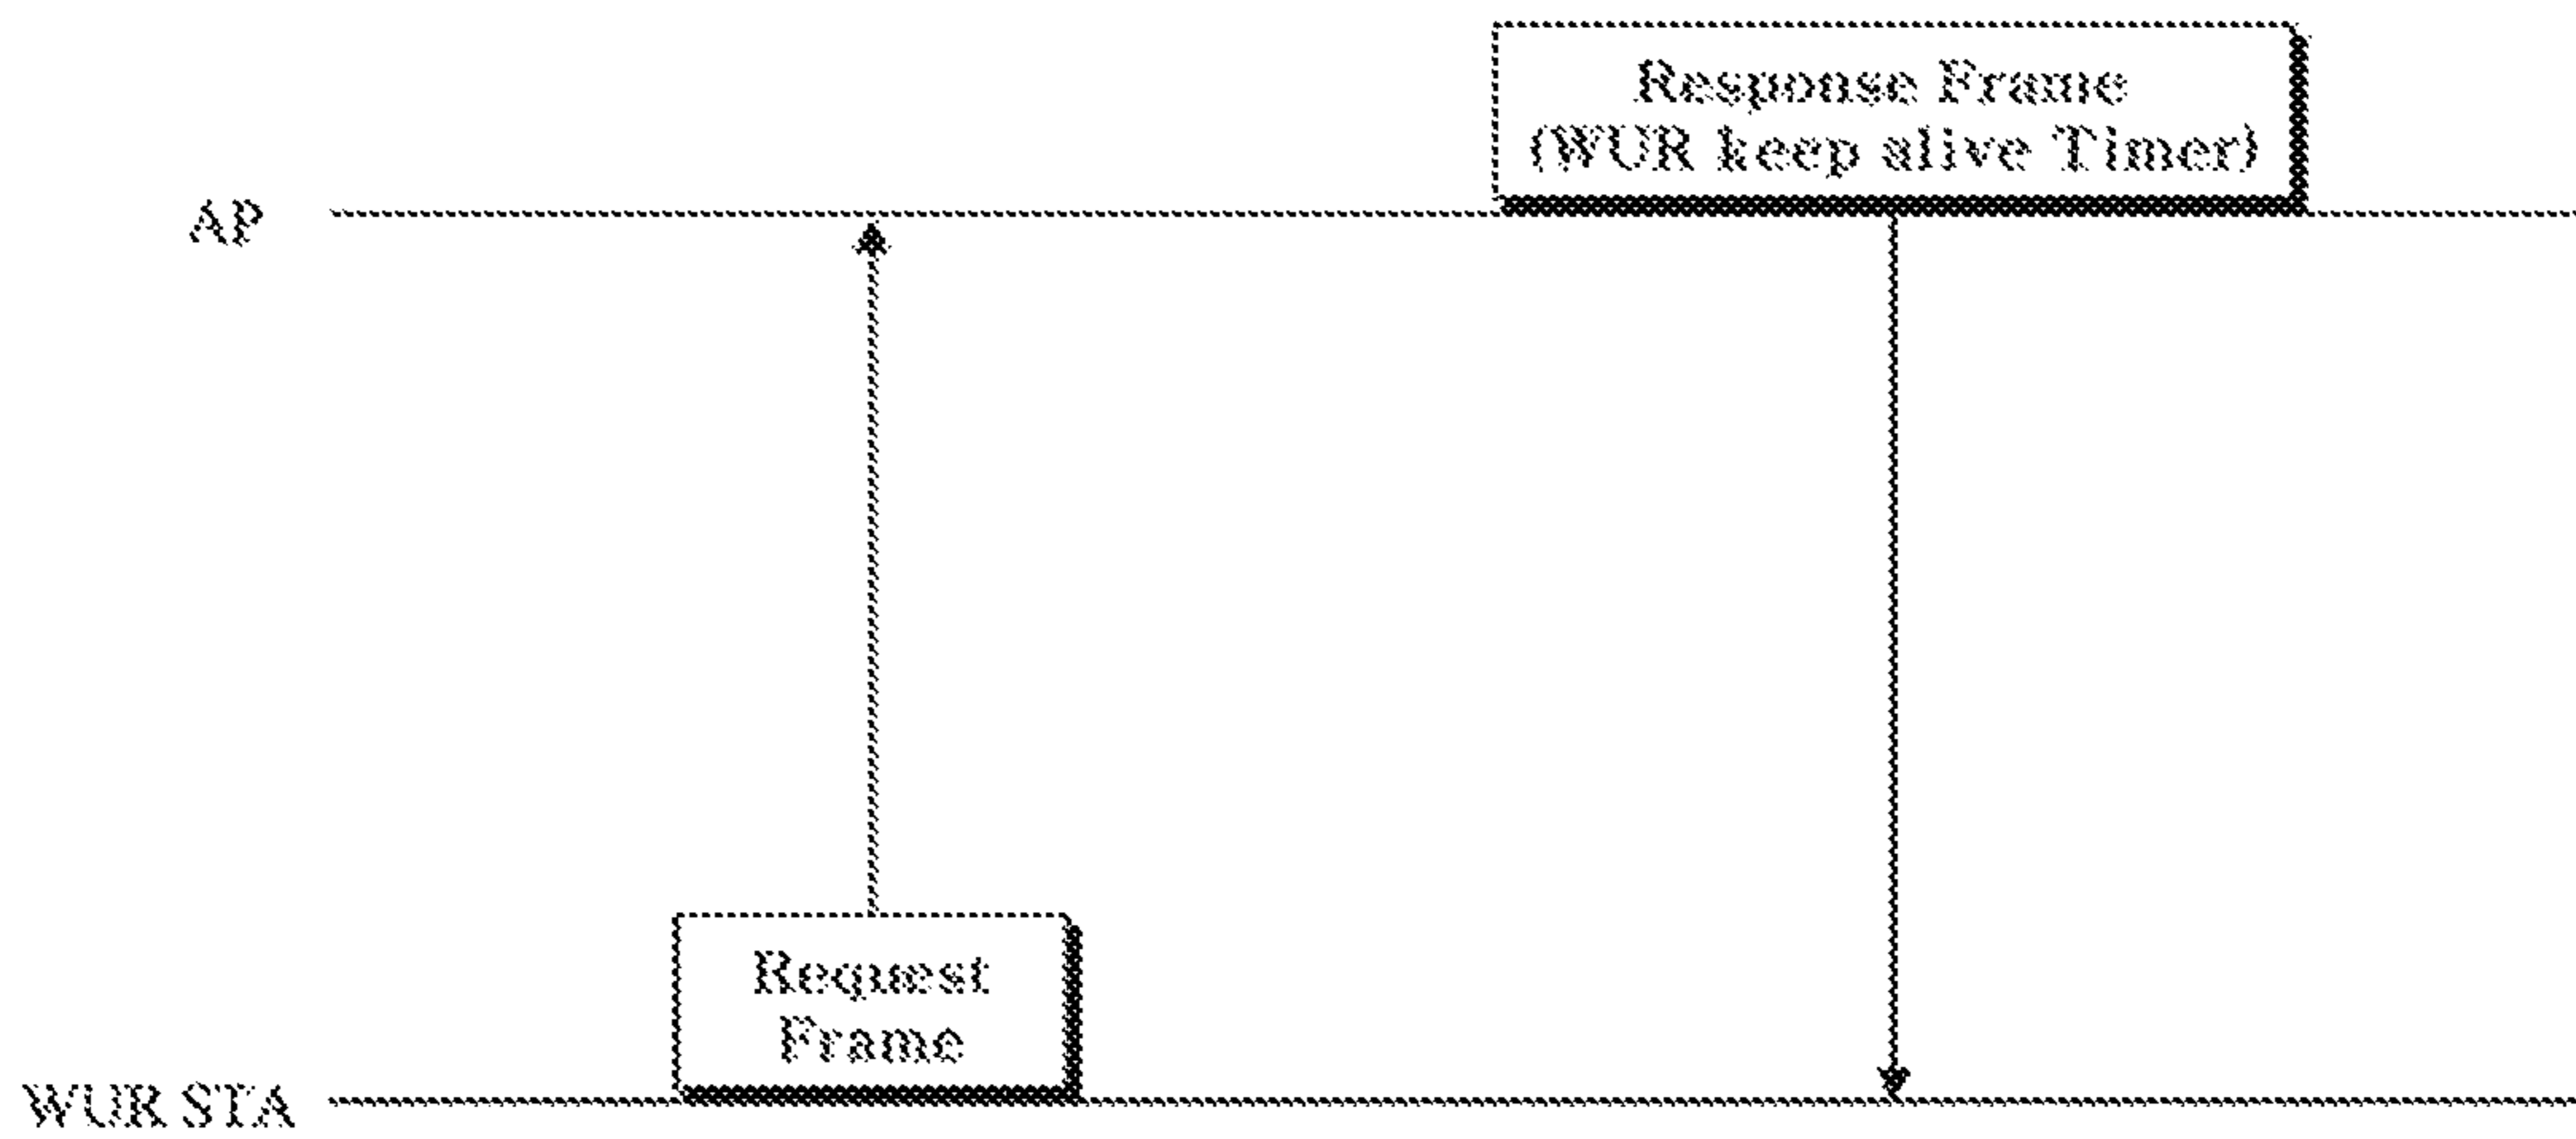 Response Frame
(WUR keep alive Timer)
AP
Request
Frame
WUR STA